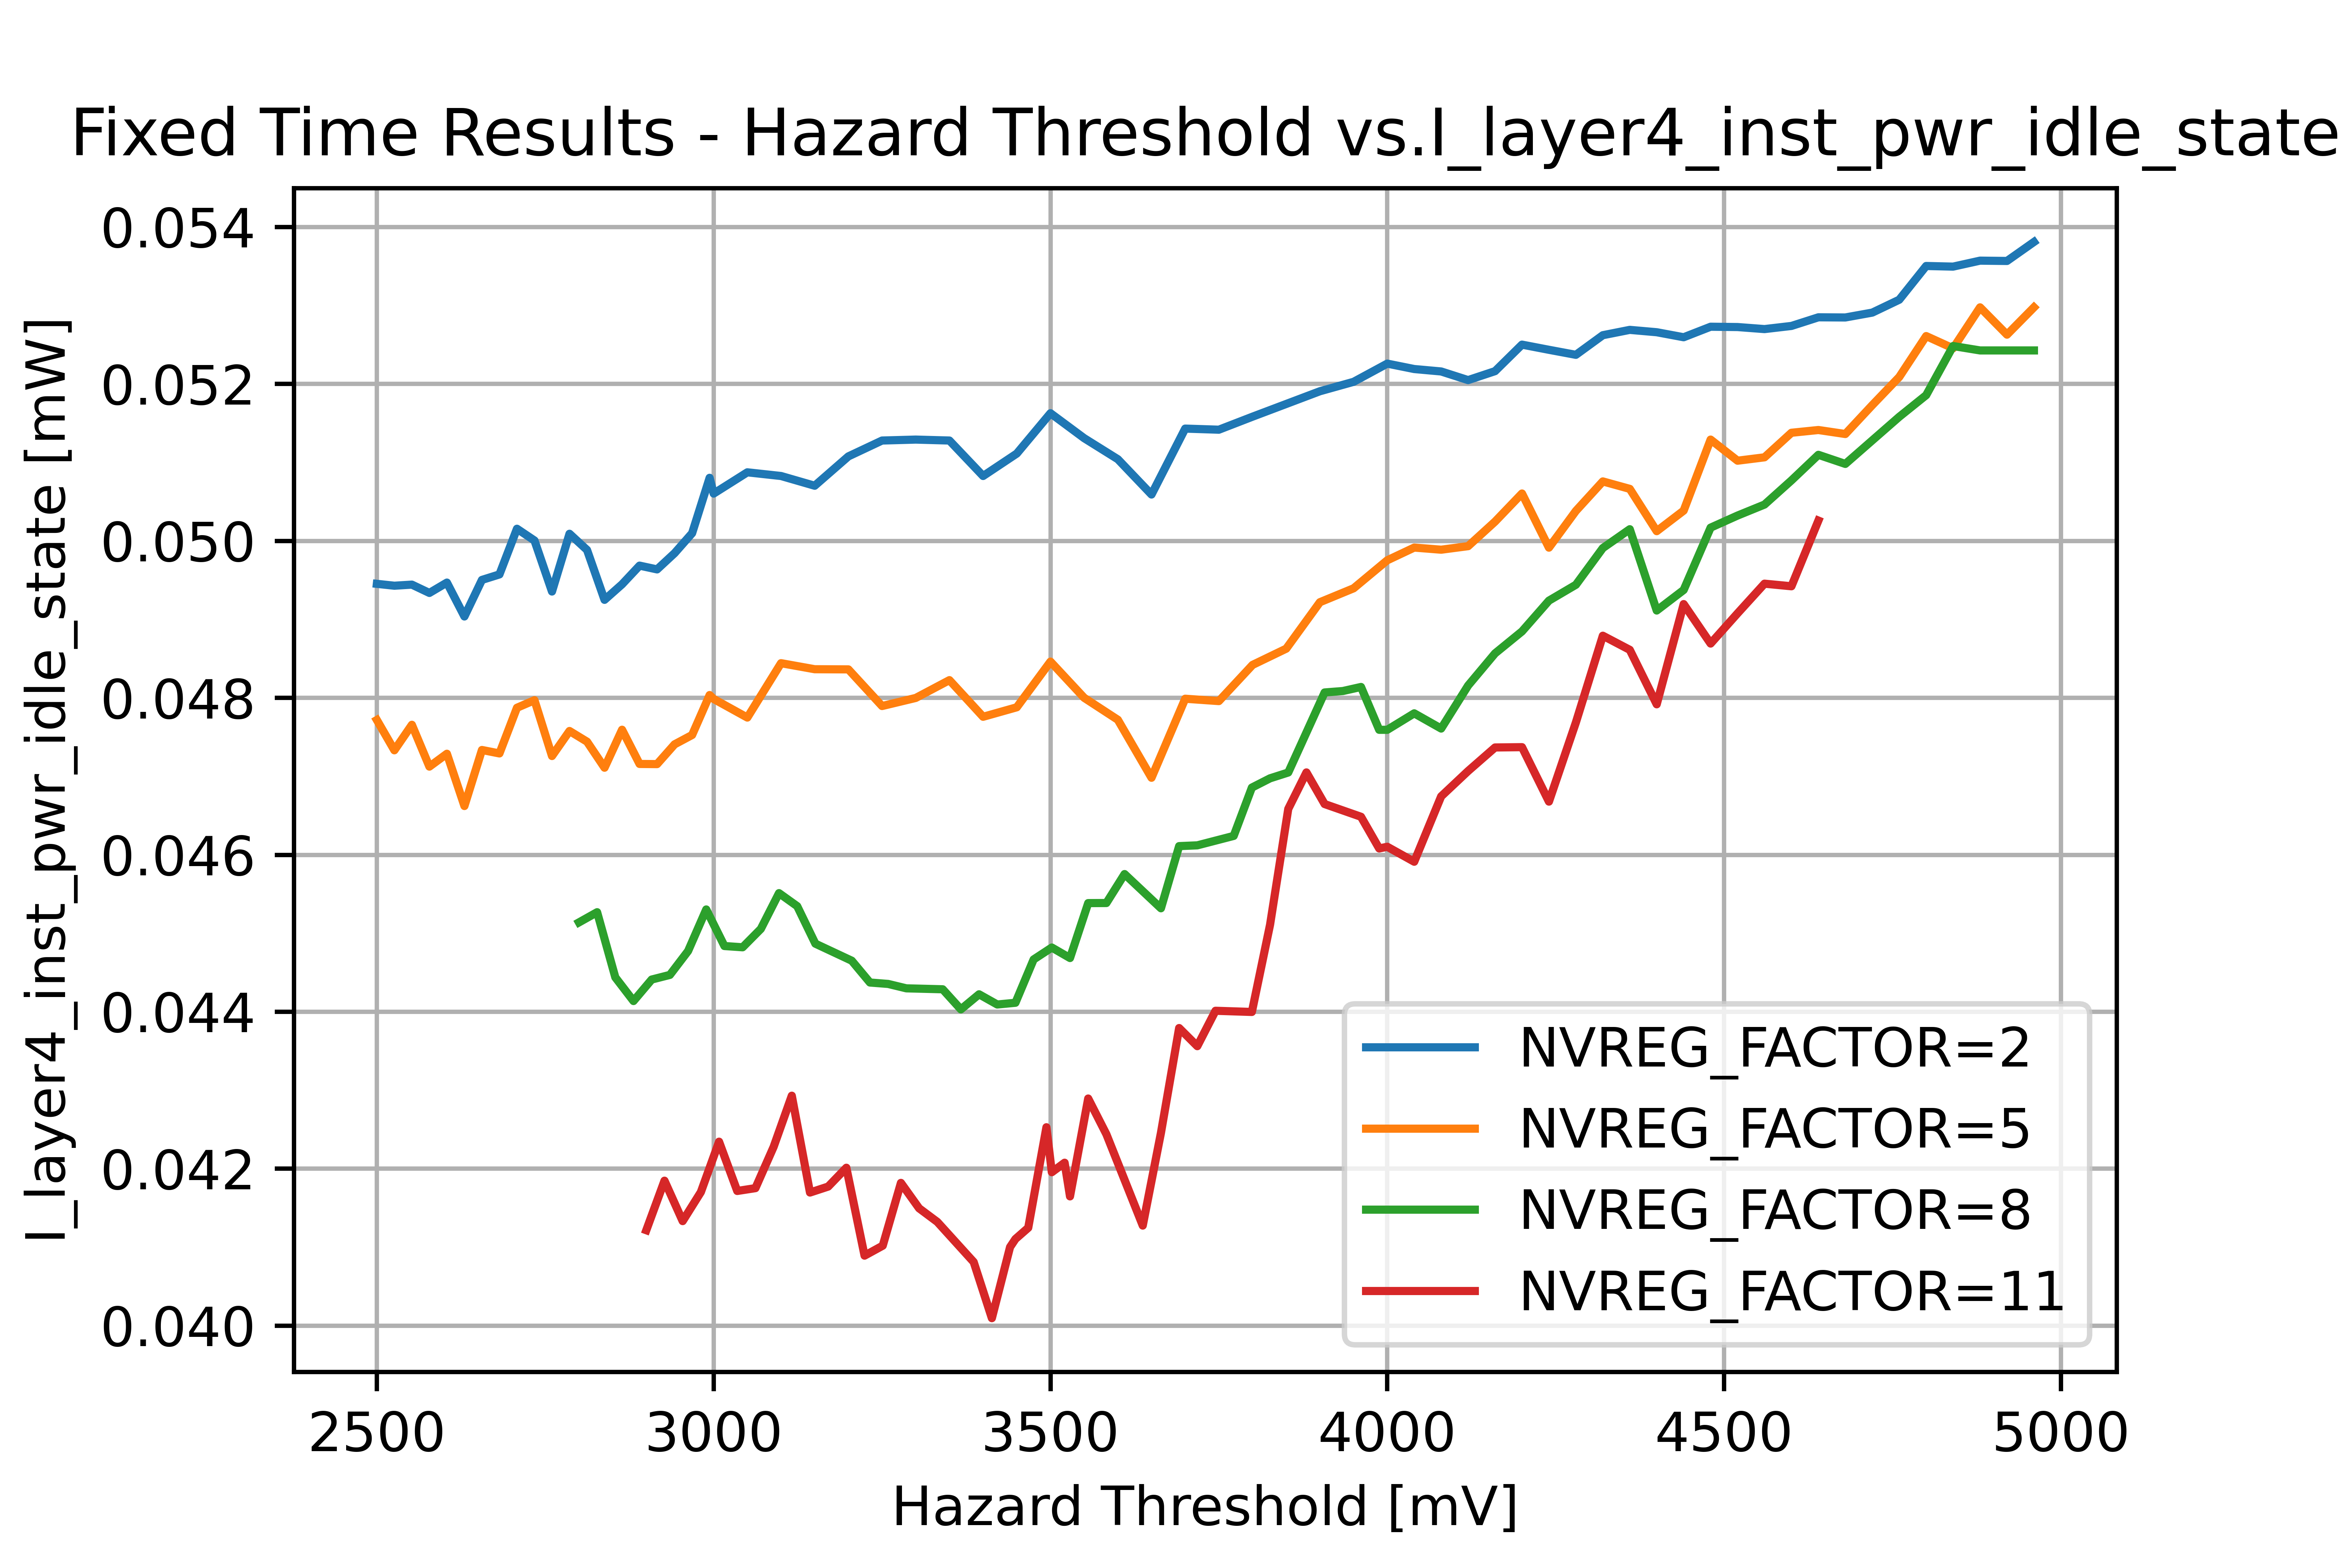 Fixed Time Results - Hazard Threshold vs.I_layer4_inst_pwr_idle_state
I_layer4_inst_pwr_idle_state [mW]
0.054
0.052
0.050
0.048
0.046
0.044
0.042
0.040
NVREG_FACTOR=2
NVREG_FACTOR=5
NVREG_FACTOR=8
NVREG_FACTOR=11
2500 3000 3500 4000 4500 5000
Hazard Threshold [mV]